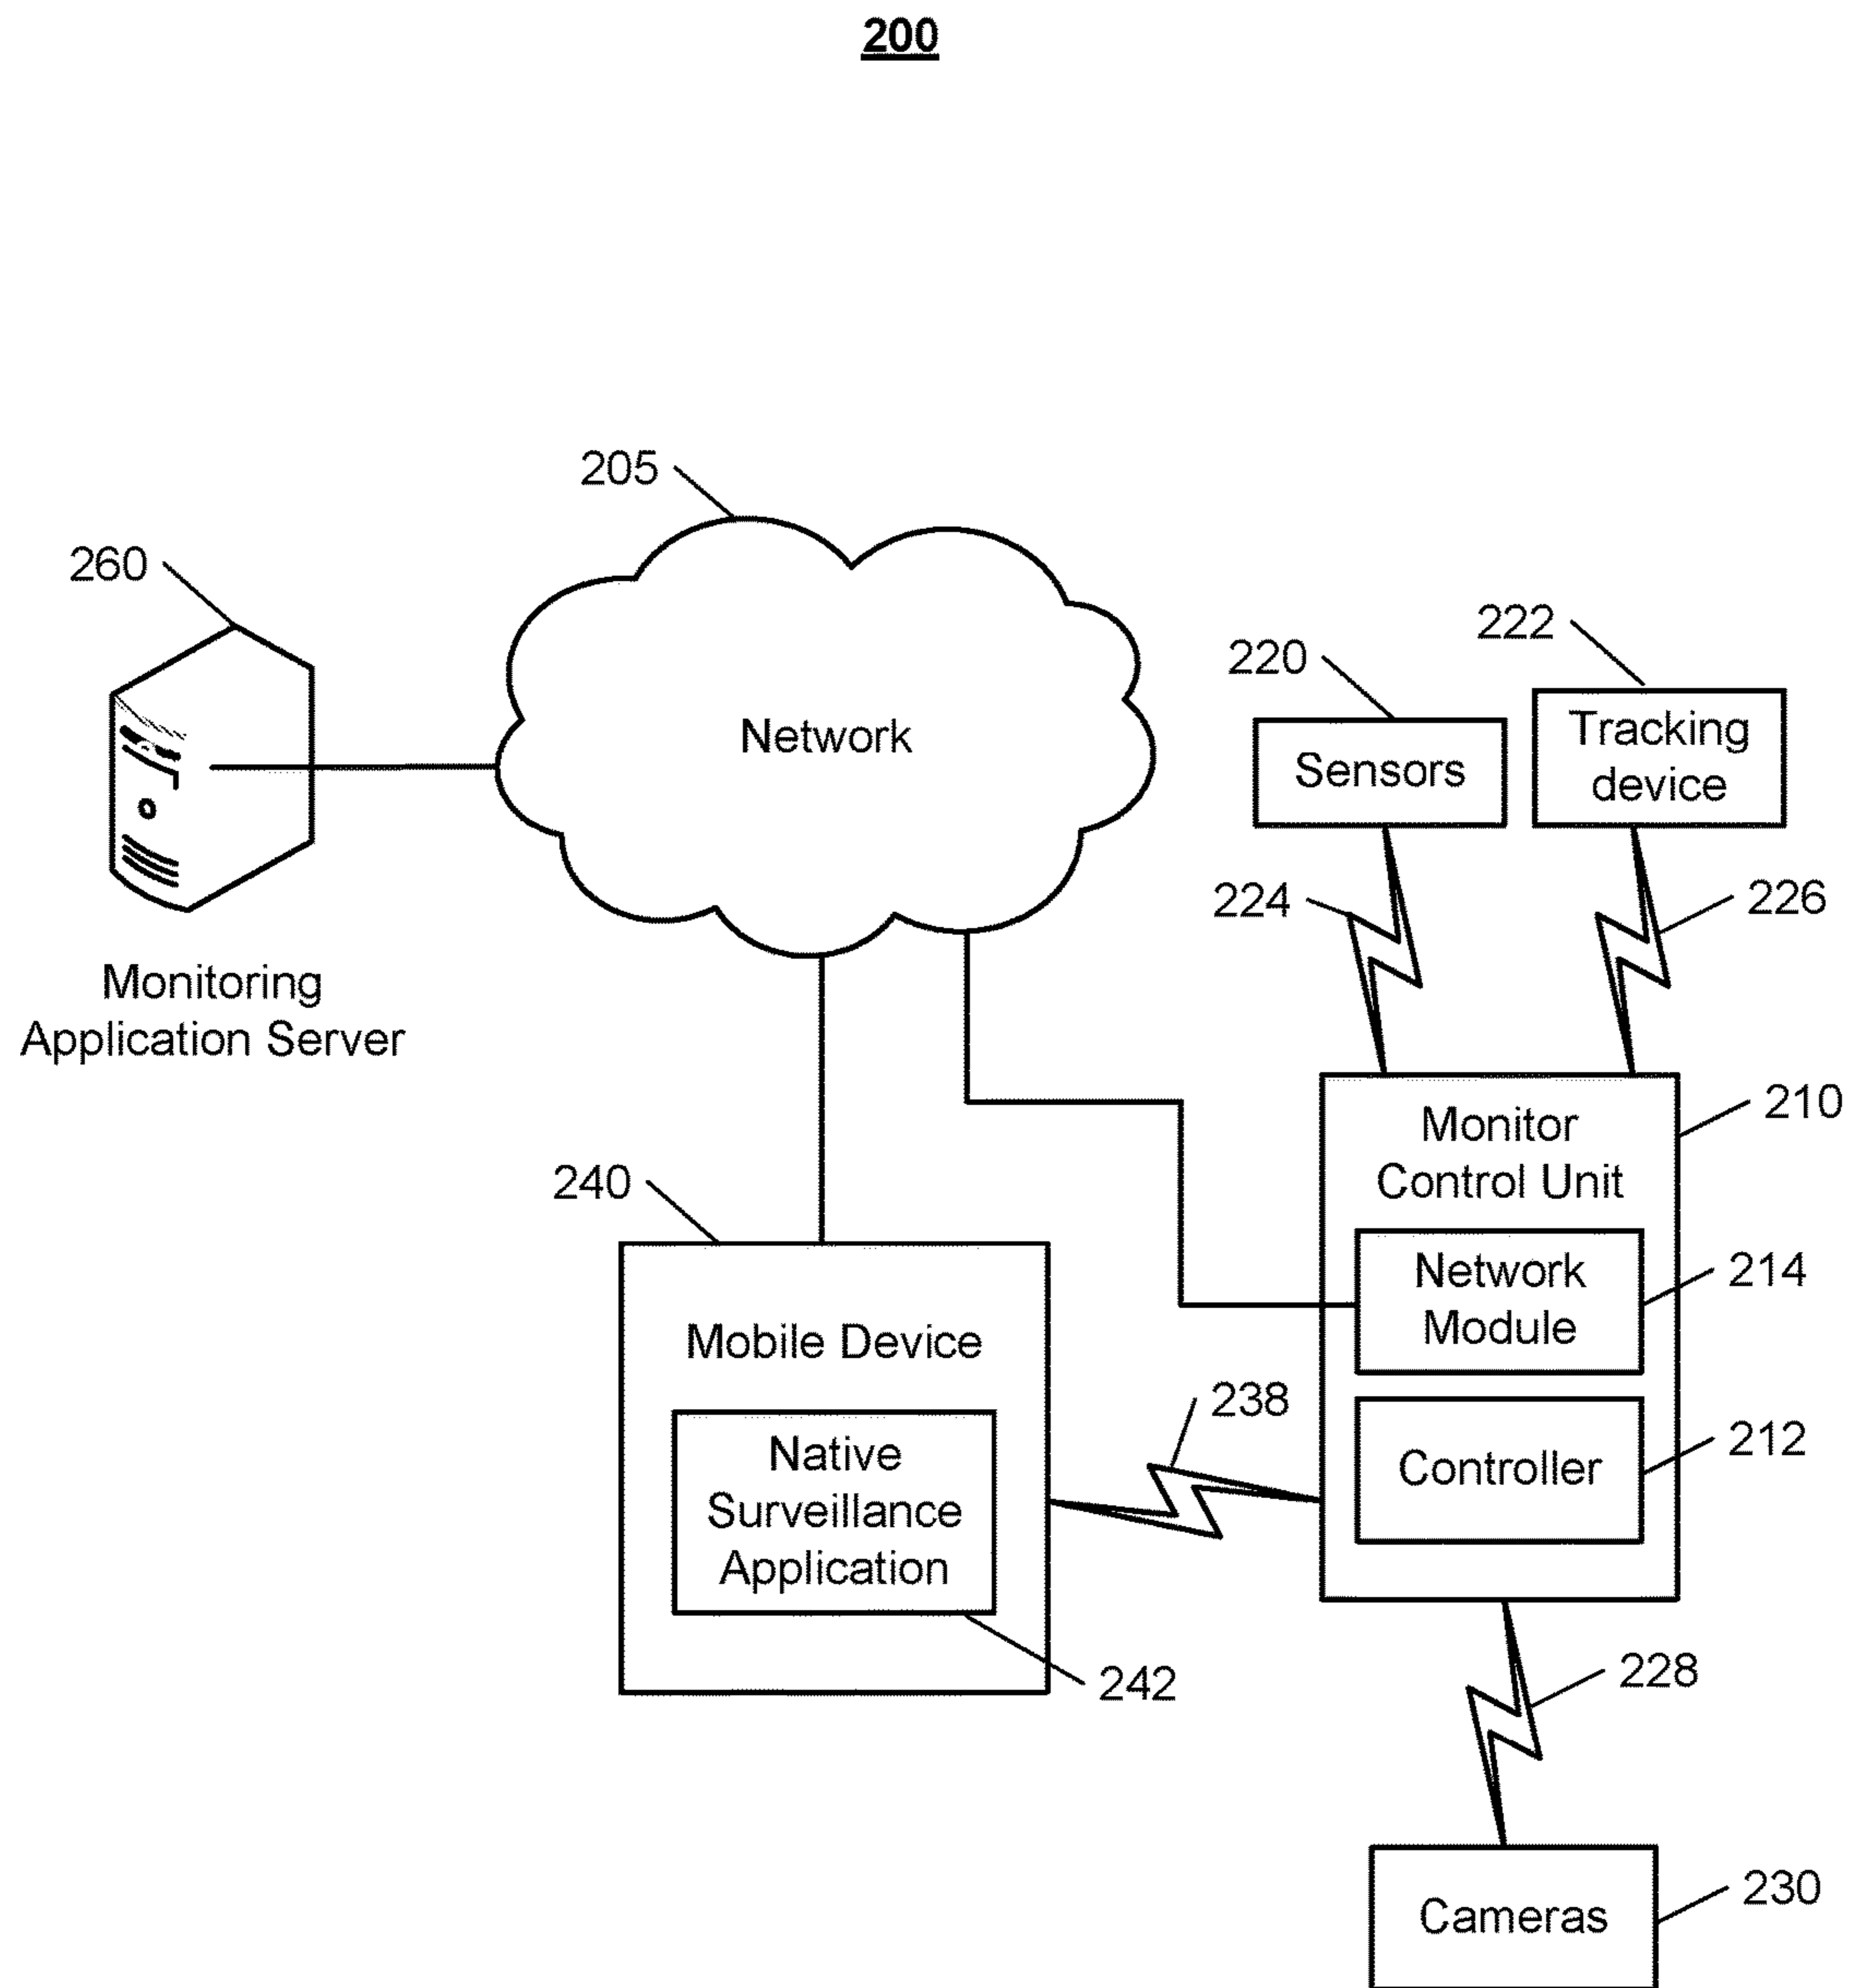 200
205
260
Network
222
220
Tracking
device
Sensors
224
226
Monitoring
Application Server
210
Monitor
Control Unit
240
Network
Module
214
Mobile Device
238
Controller
212
Native
Surveillance
Application
242
228
230
Cameras